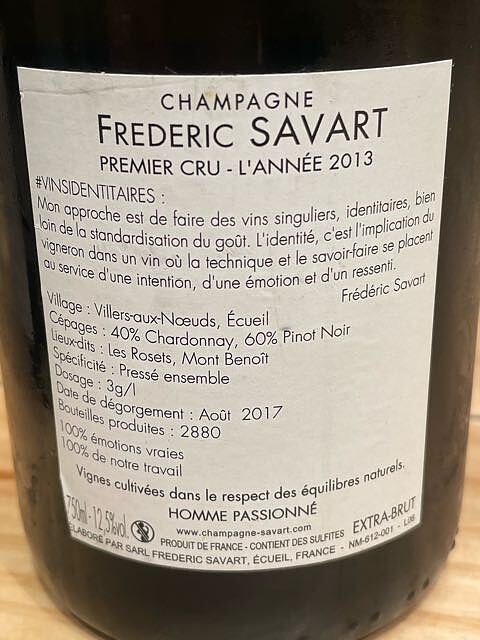 CHAMPAGNE
FREDERIC SAVART
PREMIER CRU - L'ANNÉE 2013
#VINSIDENTITAIRES :
Mon approche est de faire des vins singuliers, identitaires, bien
loin de la standardisation du goût. L'identité, c'est l'implication du
vigneron dans un vin où la technique et le savoir-faire se placent
au service d'une intention, d'une émotion et d'un ressenti.
Frédéric Savart
Village : Villers-aux-Nœuds, Écueil
Cépages : 40% Chardonnay, 60% Pinot Noir
Lieux-dits : Les Rosets, Mont Benoît
Spécificité : Pressé ensemble
Dosage : 3g/l
Date de dégorgement : Août 2017
Bouteilles produites : 2880
100% émotions vraies
100% de notre travail
Vignes cultivées dans le respect des équilibres naturels.
HOMME PASSIONNÉ
www.champagne-savart.com
750ml - 12,5%vol. PRODUIT DE FRANCE - CONTIENT DES SULFITES EXTRA-BRUT
ELABORÉ PAR SARL FREDERIC SAVART, ÉCUEIL, FRANCE - NM-612-001 -